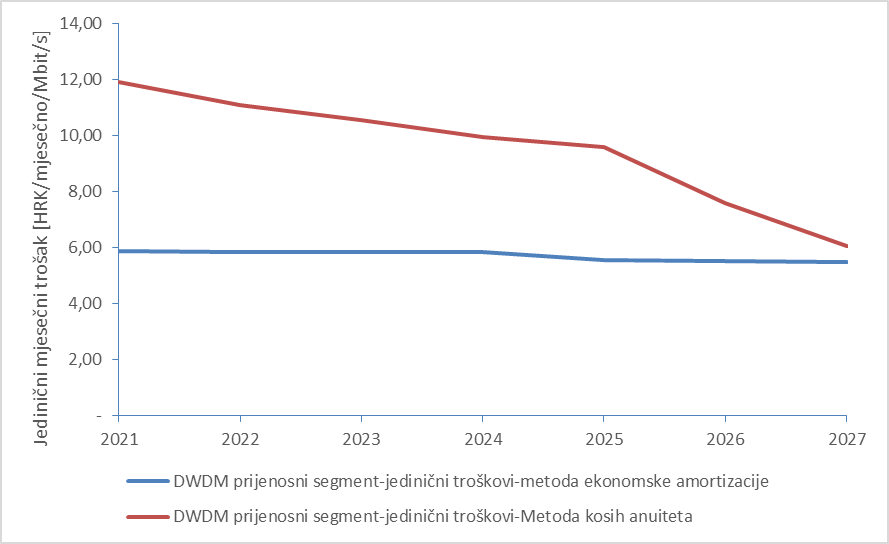 Jedinični mjesečni trošak [HRK/mjesečno/Mbit/s]
14,00
12,00
10,00
8,00
6,00
4,00
2,00
-
2021 2022 2023 2024 2025 2026 2027
DWDM prijenosni segment-jedinični troškovi-metoda ekonomske amortizacije
DWDM prijenosni segment-jedinični troškovi-Metoda kosih anuiteta